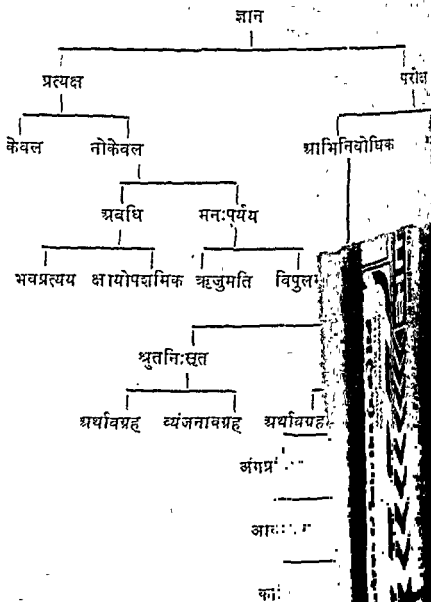 ज्ञान
प्रत्यक्ष परोक्ष
केवल नोकेवल आभिनिबोधिक
अवधि मनःपर्यय
भवप्रत्यय क्षायोपशमिक ऋजुमति विपुल
श्रुतनिःसृत
अर्थावग्रह व्यंजनावग्रह अर्थावग्रह